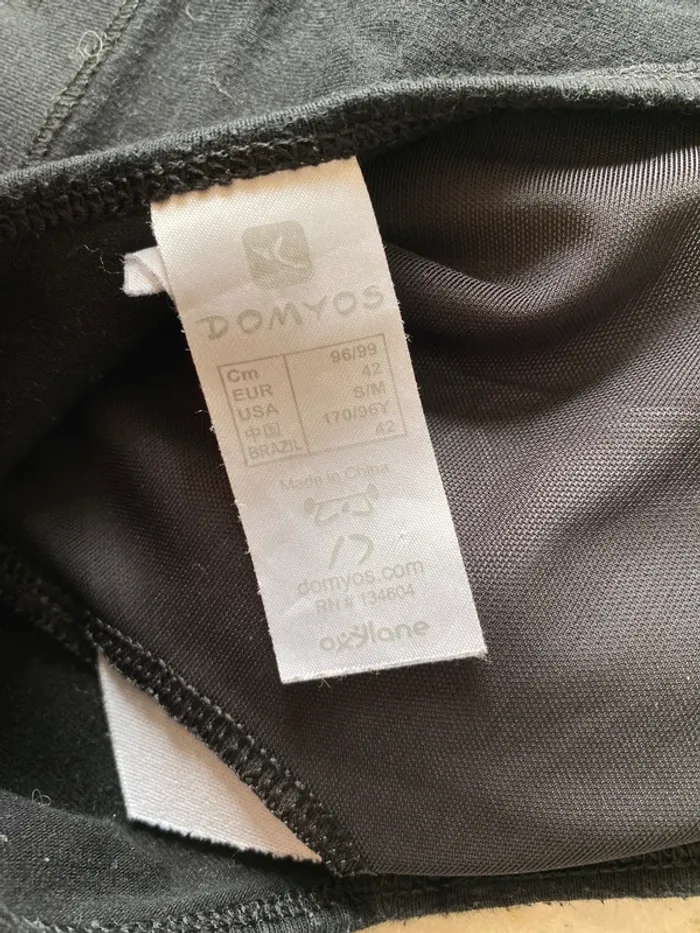 DOMYOS
Cm 96/99
EUR 42
USA S/M
中国 170/96Y
BRAZIL 42
Made in China
domyos.com
RN# 134604
oxylane